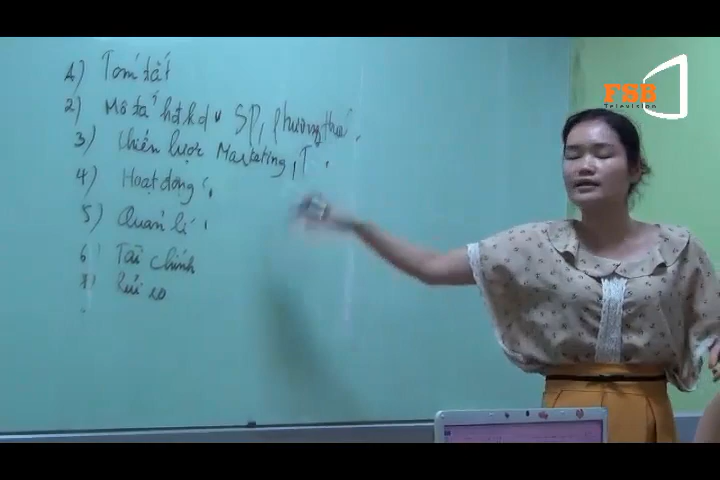 1) Tóm tắt
2) Mô tả hđkd SP, phương thức
3) Chiến lược Marketing,
4) Hoạt động
5) Quản lí
6) Tài chính
7) Rủi ro
FSB
Television